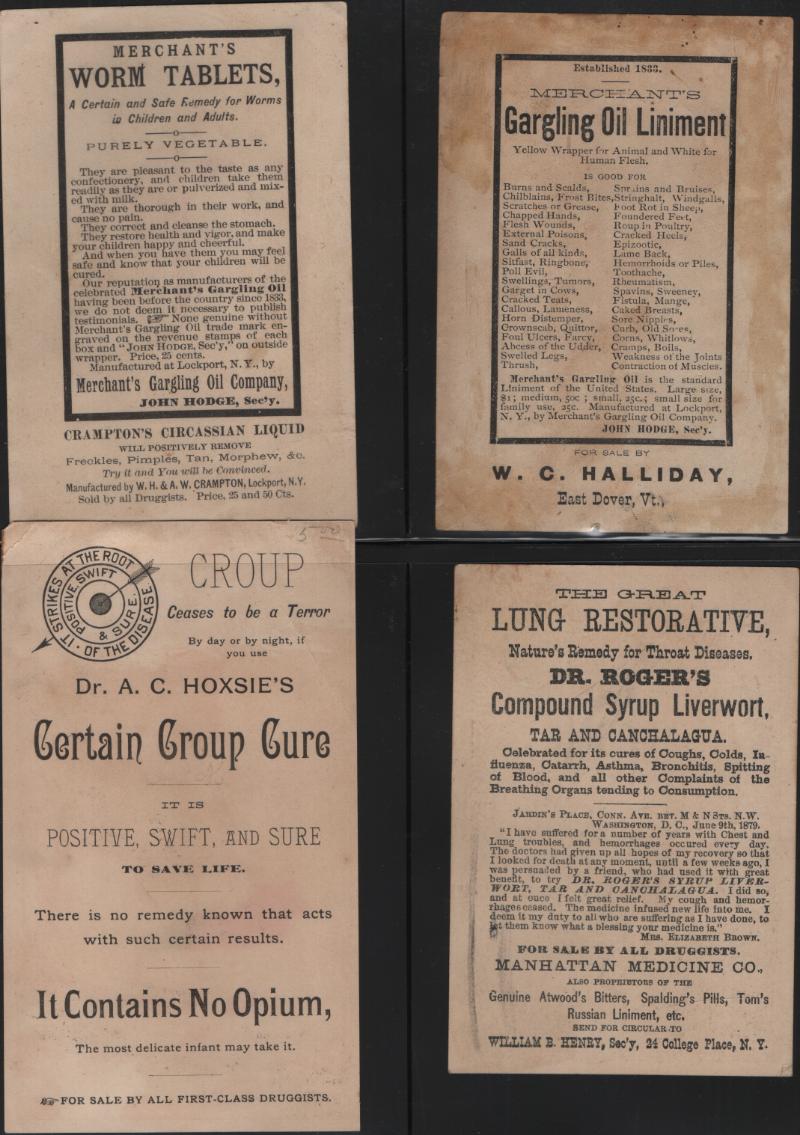 MERCHANT'S
WORM TABLETS,
A Certain and Safe Remedy for Worms
in Children and Adults.
PURELY VEGETABLE.
They are pleasant to the taste as any
confectionery, and children take them
readily as they are or pulverized and mix-
ed with milk.
They are thorough in their work, and
cause no pain.
They correct and cleanse the stomach.
They restore health and vigor, and make
your children happy and cheerful.
And when you have them you may feel
safe and know that your children will be
cured.
Our reputation as manufacturers of the
celebrated Merchant's Gargling Oil
having been before the country since 1833,
we do not deem it necessary to publish
testimonials. ☞ None genuine without
Merchant's Gargling Oil trade mark en-
graved on the revenue stamps of each
box and "JOHN HODGE, Sec'y," on outside
wrapper. Price, 25 cents.
Manufactured at Lockport, N. Y., by
Merchant's Gargling Oil Company,
JOHN HODGE, Sec'y.
CRAMPTON'S CIRCASSIAN LIQUID
WILL POSITIVELY REMOVE
Freckles, Pimples, Tan, Morphew, &c.
Try it and You will be Convinced.
Manufactured by W. H. & A. W. CRAMPTON, Lockport, N.Y.
Sold by all Druggists. Price, 25 and 50 Cts.
Established 1833.
MERCHANT'S
Gargling Oil Liniment
Yellow Wrapper for Animal and White for
Human Flesh.
IS GOOD FOR
Burns and Scalds, Sprains and Bruises,
Chilblains, Frost Bites, Stringhalt, Windgalls,
Scratches or Grease, Foot Rot in Sheep,
Chapped Hands, Foundered Feet,
Flesh Wounds, Roup in Poultry,
External Poisons, Cracked Heels,
Sand Cracks, Epizootic,
Galls of all kinds, Lame Back,
Sitfast, Ringbone, Hemorrhoids or Piles,
Poll Evil, Toothache,
Swellings, Tumors, Rheumatism,
Garget in Cows, Spavins, Sweeney,
Cracked Teats, Fistula, Mange,
Callous, Lameness, Caked Breasts,
Horn Distemper, Sore Nipples,
Crownscab, Quittor, Curb, Old Sores,
Foul Ulcers, Farcy, Corns, Whitlows,
Abcess of the Udder, Cramps, Boils,
Swelled Legs, Weakness of the Joints
Thrush, Contraction of Muscles.
Merchant's Gargling Oil is the standard
Liniment of the United States. Large size,
$1; medium, 50c; small, 25c.; small size for
family use, 25c. Manufactured at Lockport,
N. Y., by Merchant's Gargling Oil Company.
JOHN HODGE, Sec'y.
FOR SALE BY
W. C. HALLIDAY,
East Dover, Vt.,
5 00
IT STRIKES AT THE ROOT
OF THE DISEASE
POSITIVE, SWIFT
& SURE.
CROUP
Ceases to be a Terror
By day or by night, if
you use
Dr. A. C. HOXSIE'S
Certain Croup Cure
IT IS
POSITIVE, SWIFT, AND SURE
TO SAVE LIFE.
There is no remedy known that acts
with such certain results.
It Contains No Opium,
The most delicate infant may take it.
☞FOR SALE BY ALL FIRST-CLASS DRUGGISTS.
THE GREAT
LUNG RESTORATIVE,
Nature's Remedy for Throat Diseases.
DR. ROGER'S
Compound Syrup Liverwort,
TAR AND CANCHALAGUA.
Celebrated for its cures of Coughs, Colds, In-
fluenza, Catarrh, Asthma, Bronchitis, Spitting
of Blood, and all other Complaints of the
Breathing Organs tending to Consumption.
JARDIN'S PLACE, CONN. AVE. BET. M & N STS. N.W.
WASHINGTON, D. C., June 9th, 1879.
"I have suffered for a number of years with Chest and
Lung troubles, and hemorrhages occured every day.
The doctors had given up all hopes of my recovery so that
I looked for death at any moment, until a few weeks ago, I
was persuaded by a friend, who had used it with great
benefit, to try DR. ROGER'S SYRUP LIVER-
WORT, TAR AND CANCHALAGUA. I did so,
and at once I felt great relief. My cough and hemor-
rhages ceased. The medicine infused new life into me. I
deem it my duty to all who are suffering as I have done, to
let them know what a blessing your medicine is."
MRS. ELIZABETH BROWN.
FOR SALE BY ALL DRUGGISTS.
MANHATTAN MEDICINE CO.,
ALSO PROPRIETORS OF THE
Genuine Atwood's Bitters, Spalding's Pills, Tom's
Russian Liniment, etc.
SEND FOR CIRCULAR TO
WILLIAM B. HENRY, Sec'y, 24 College Place, N. Y.